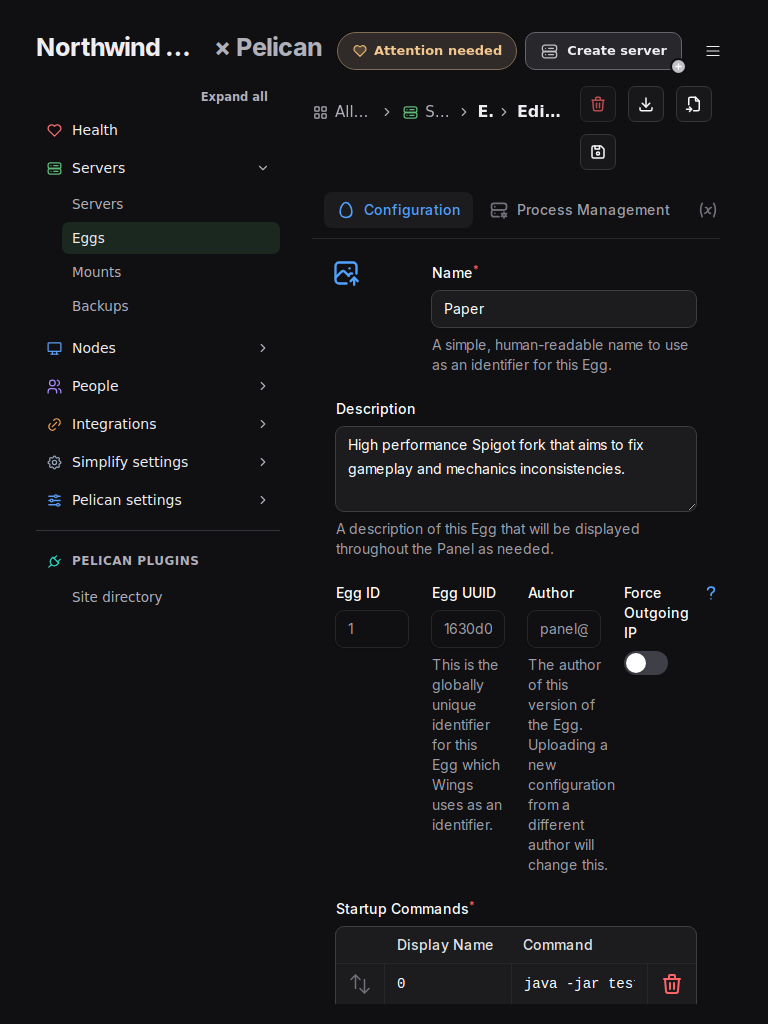 Northwind ... × Pelican
Attention needed
Create server
Expand all
Health
Servers
Servers
Eggs
Mounts
Backups
Nodes
People
Integrations
Simplify settings
Pelican settings
PELICAN PLUGINS
Site directory
All... > S... > E. > Edi...
Configuration
Process Management
(x)
Name*
Paper
A simple, human-readable name to use
as an identifier for this Egg.
Description
High performance Spigot fork that aims to fix
gameplay and mechanics inconsistencies.
A description of this Egg that will be displayed
throughout the Panel as needed.
Egg ID
1
Egg UUID
1630d0
This is the
globally
unique
identifier
for this
Egg which
Wings
uses as an
identifier.
Author
panel@
The author
of this
version of
the Egg.
Uploading a
new
configuration
from a
different
author will
change this.
Force
Outgoing
IP
?
Startup Commands*
Display Name Command
0 java -jar tes